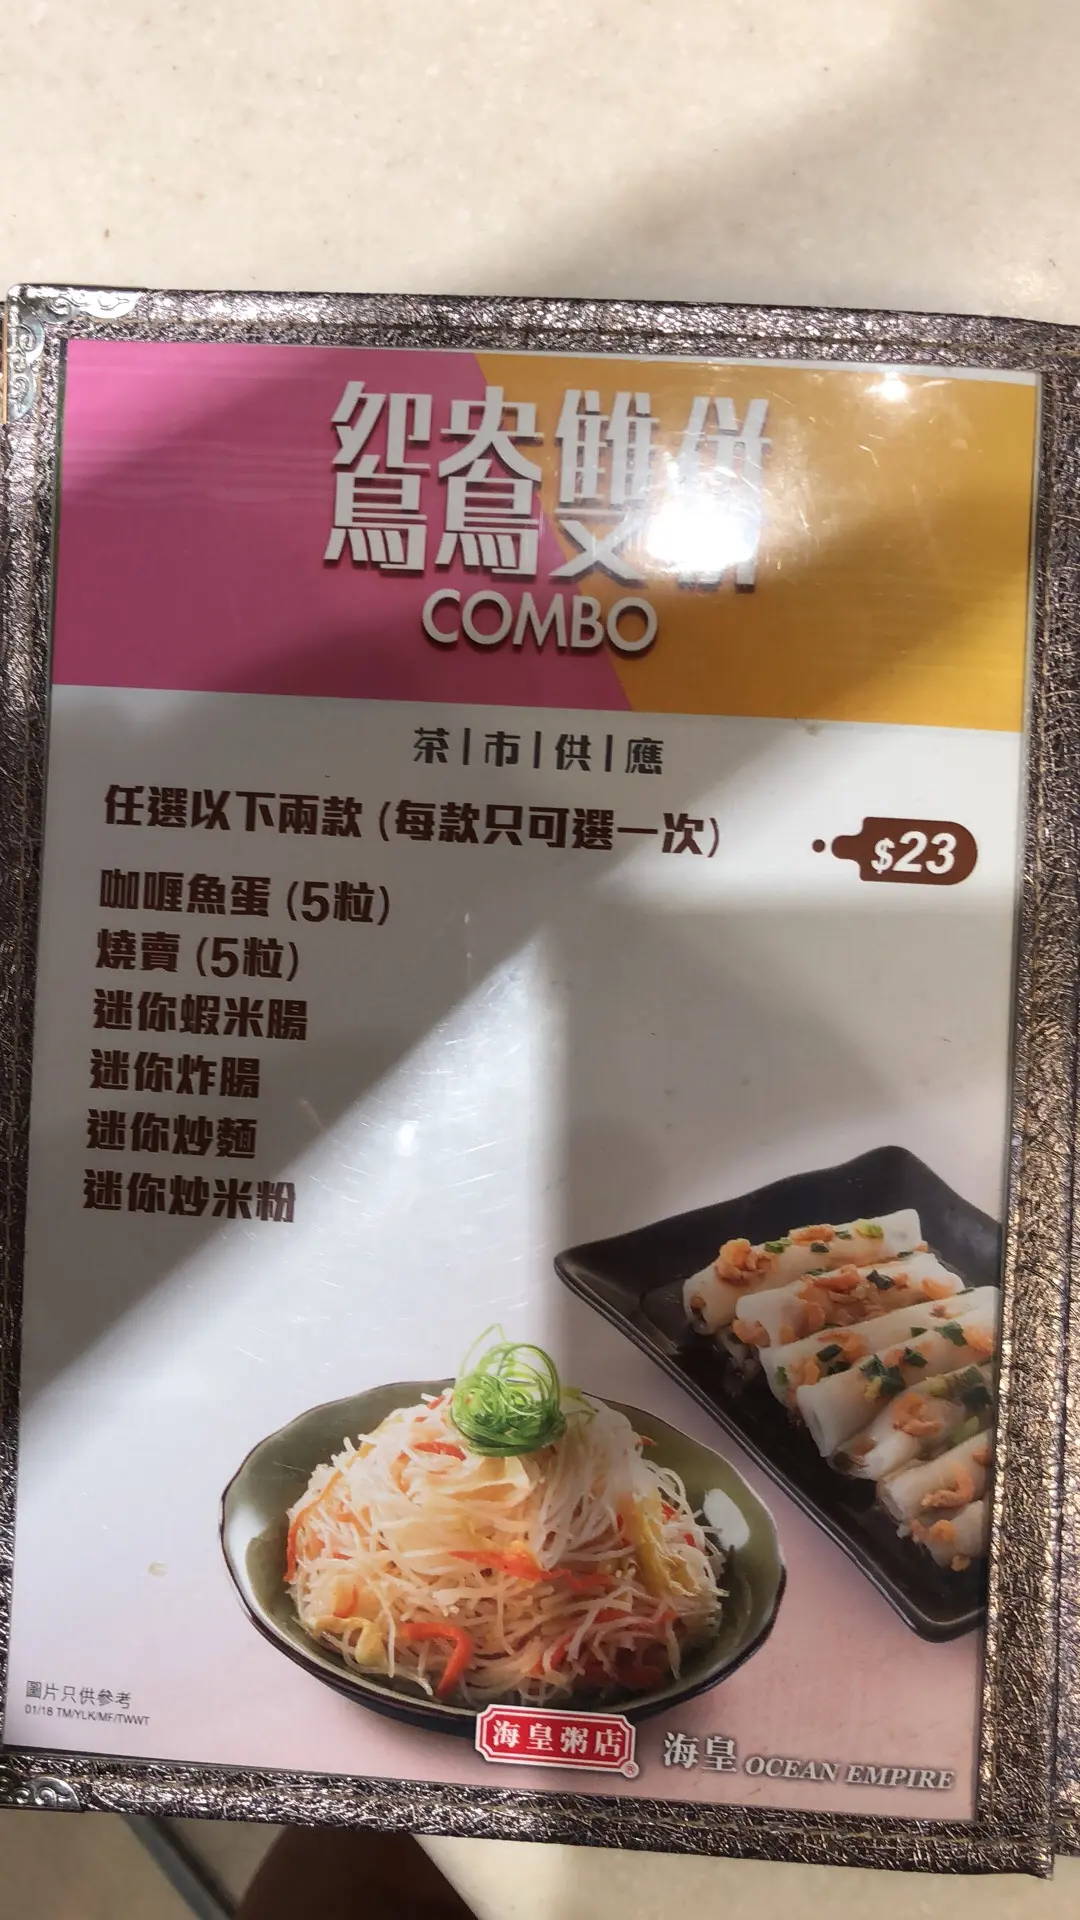 鴛鴦雙併
COMBO
茶|市|供|應
任選以下兩款 (每款只可選一次)
$23
咖喱魚蛋 (5粒)
燒賣 (5粒)
迷你蝦米腸
迷你炸腸
迷你炒麵
迷你炒米粉
圖片只供參考
01/18 TM/YLK/MF/TWWT
海皇粥店®
海皇 OCEAN EMPIRE